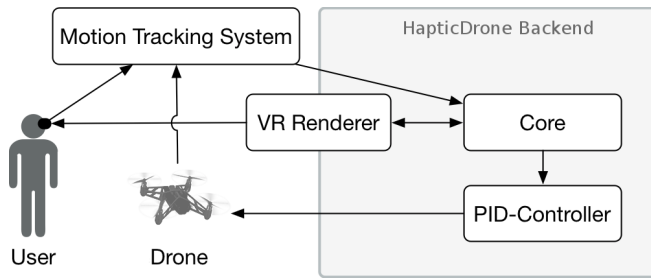 Motion Tracking System
HapticDrone Backend
VR Renderer
Core
PID-Controller
User
Drone